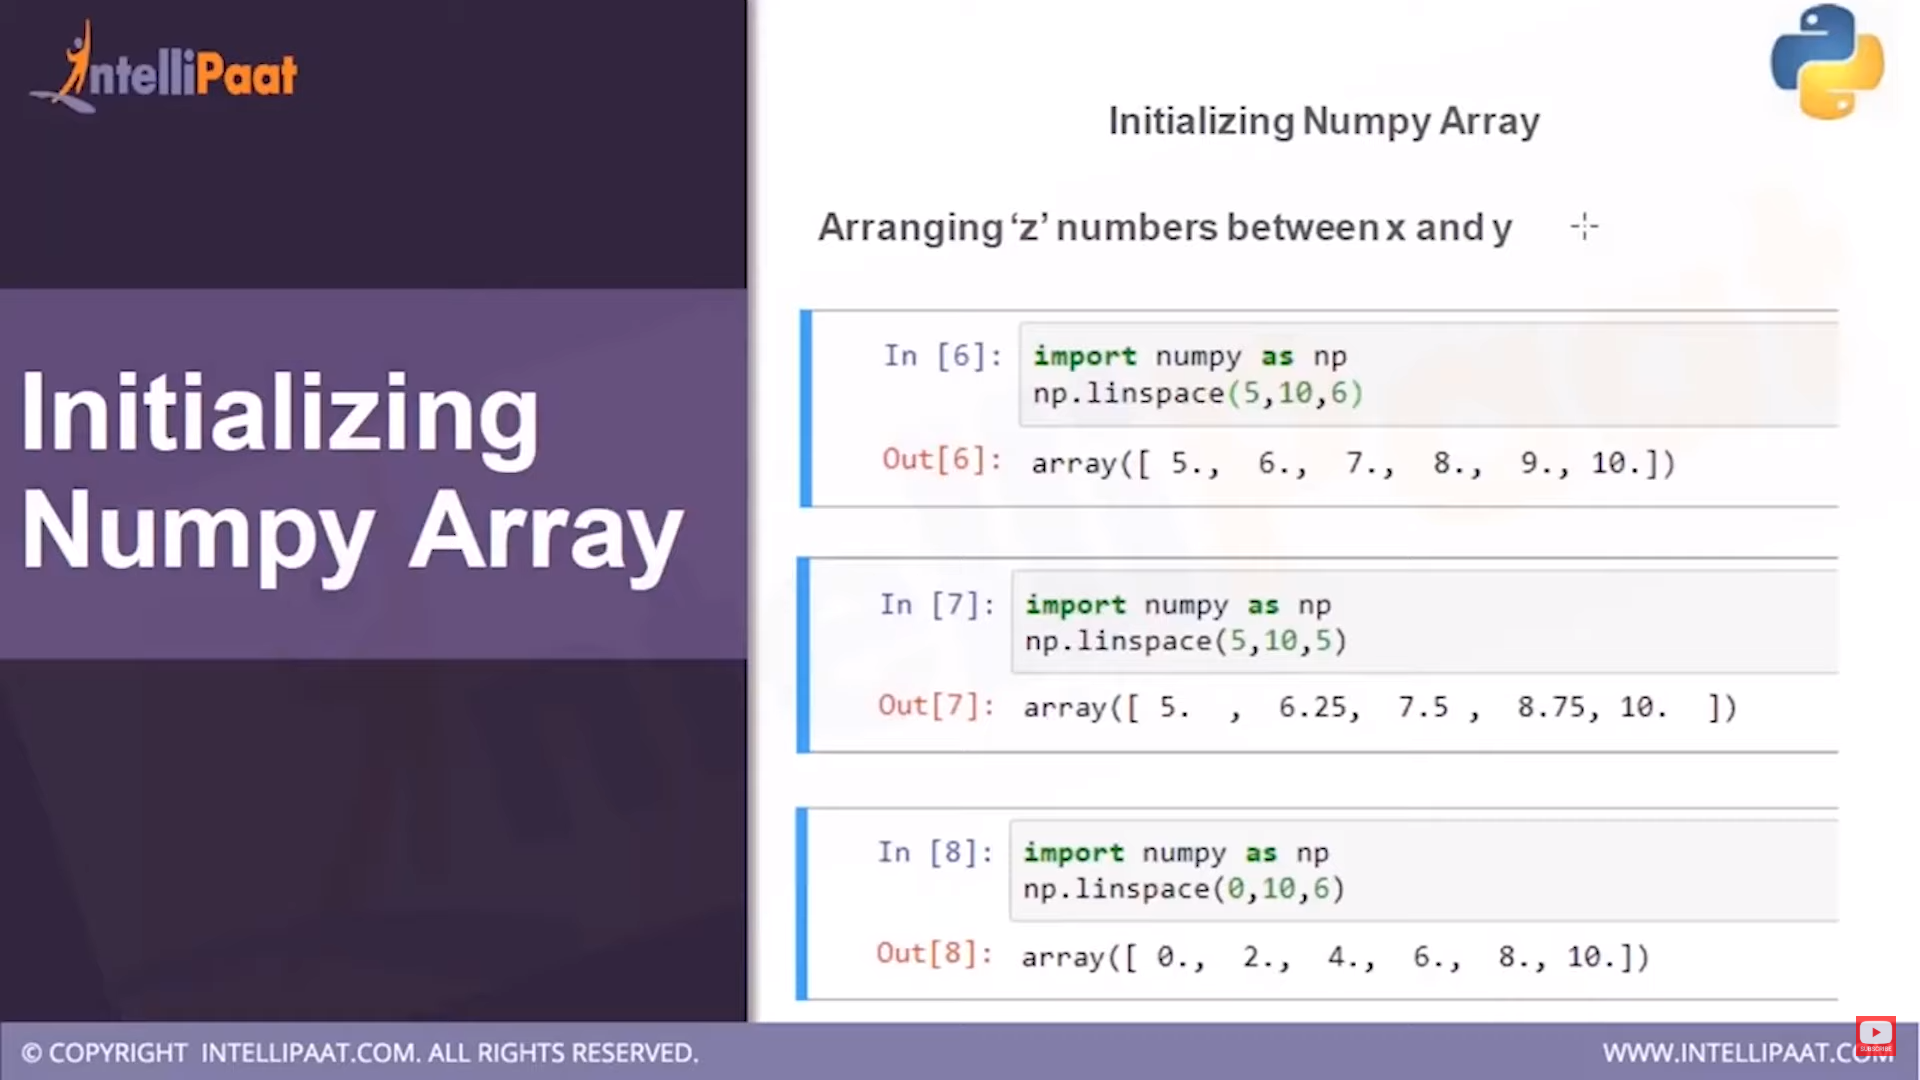 IntelliPaat
Initializing
Numpy Array
Initializing Numpy Array
Arranging ‘z’ numbers between x and y
In [6]: import numpy as np
np.linspace(5,10,6)
Out[6]: array([ 5., 6., 7., 8., 9., 10.])
In [7]: import numpy as np
np.linspace(5,10,5)
Out[7]: array([ 5. , 6.25, 7.5 , 8.75, 10. ])
In [8]: import numpy as np
np.linspace(0,10,6)
Out[8]: array([ 0., 2., 4., 6., 8., 10.])
© COPYRIGHT INTELLIPAAT.COM. ALL RIGHTS RESERVED.
WWW.INTELLIPAAT.COM
SUBSCRIBE